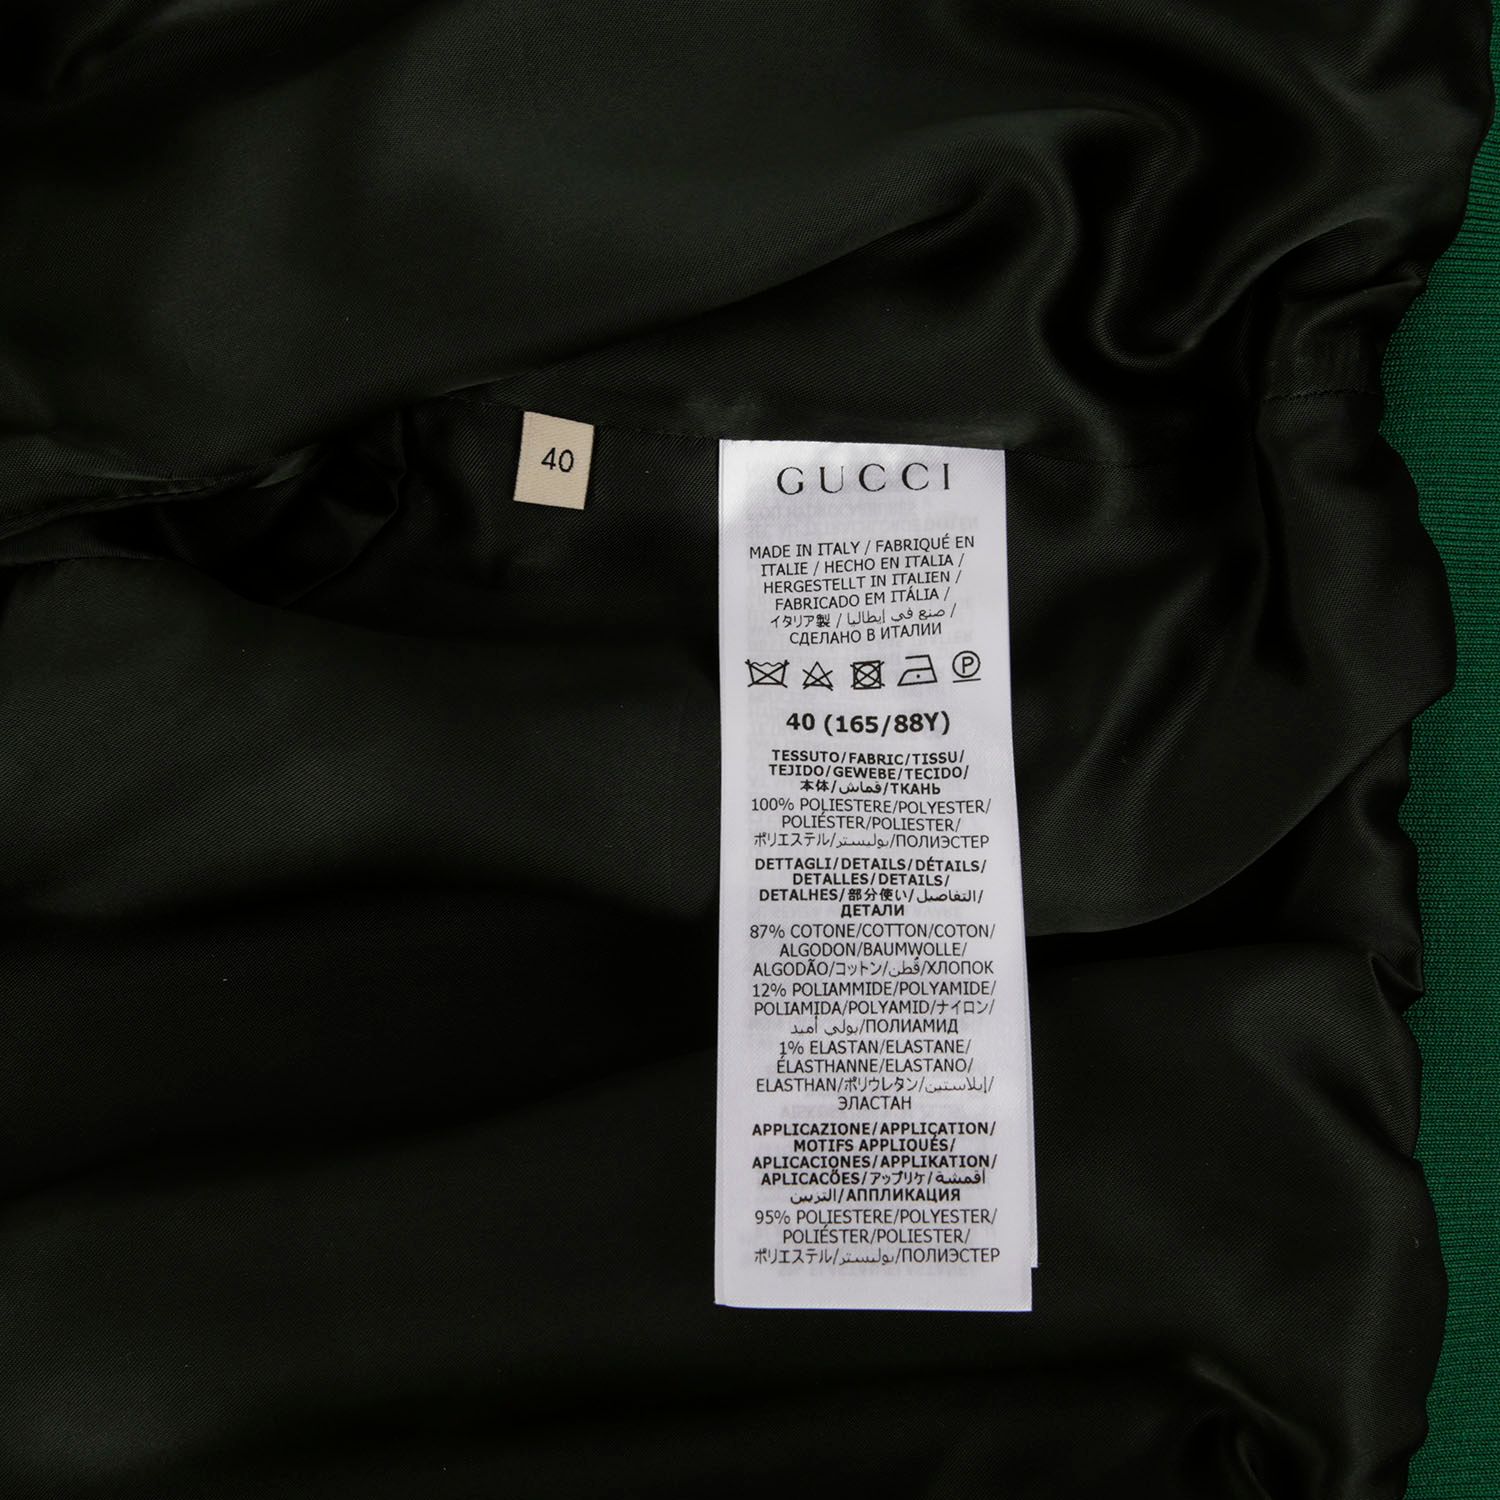 40
GUCCI
MADE IN ITALY / FABRIQUÉ EN
ITALIE / HECHO EN ITALIA /
HERGESTELLT IN ITALIEN /
FABRICADO EM ITÁLIA /
イタリア製 / صنع في إيطاليا /
СДЕЛАНО В ИТАЛИИ
P
40 (165/88Y)
TESSUTO/FABRIC/TISSU/
TEJIDO/GEWEBE/TECIDO/
本体/قماش/ТКАНЬ
100% POLIESTERE/POLYESTER/
POLIÉSTER/POLIESTER/
ポリエステル/بوليستر/ПОЛИЭСТЕР
DETTAGLI/DETAILS/DÉTAILS/
DETALLES/DETAILS/
DETALHES/部分使い/التفاصيل/
ДЕТАЛИ
87% COTONE/COTTON/COTON/
ALGODON/BAUMWOLLE/
ALGODÃO/コットン/قطن/ХЛОПОК
12% POLIAMMIDE/POLYAMIDE/
POLIAMIDA/POLYAMID/ナイロン/
بولي أميد/ПОЛИАМИД
1% ELASTAN/ELASTANE/
ÉLASTHANNE/ELASTANO/
ELASTHAN/ポリウレタン/إيلاستين/
ЭЛАСТАН
APPLICAZIONE/APPLICATION/
MOTIFS APPLIQUÉS/
APLICACIONES/APPLIKATION/
APLICACÕES/アップリケ/أقمشة
التزيين/АППЛИКАЦИЯ
95% POLIESTERE/POLYESTER/
POLIÉSTER/POLIESTER/
ポリエステル/بوليستر/ПОЛИЭСТЕР